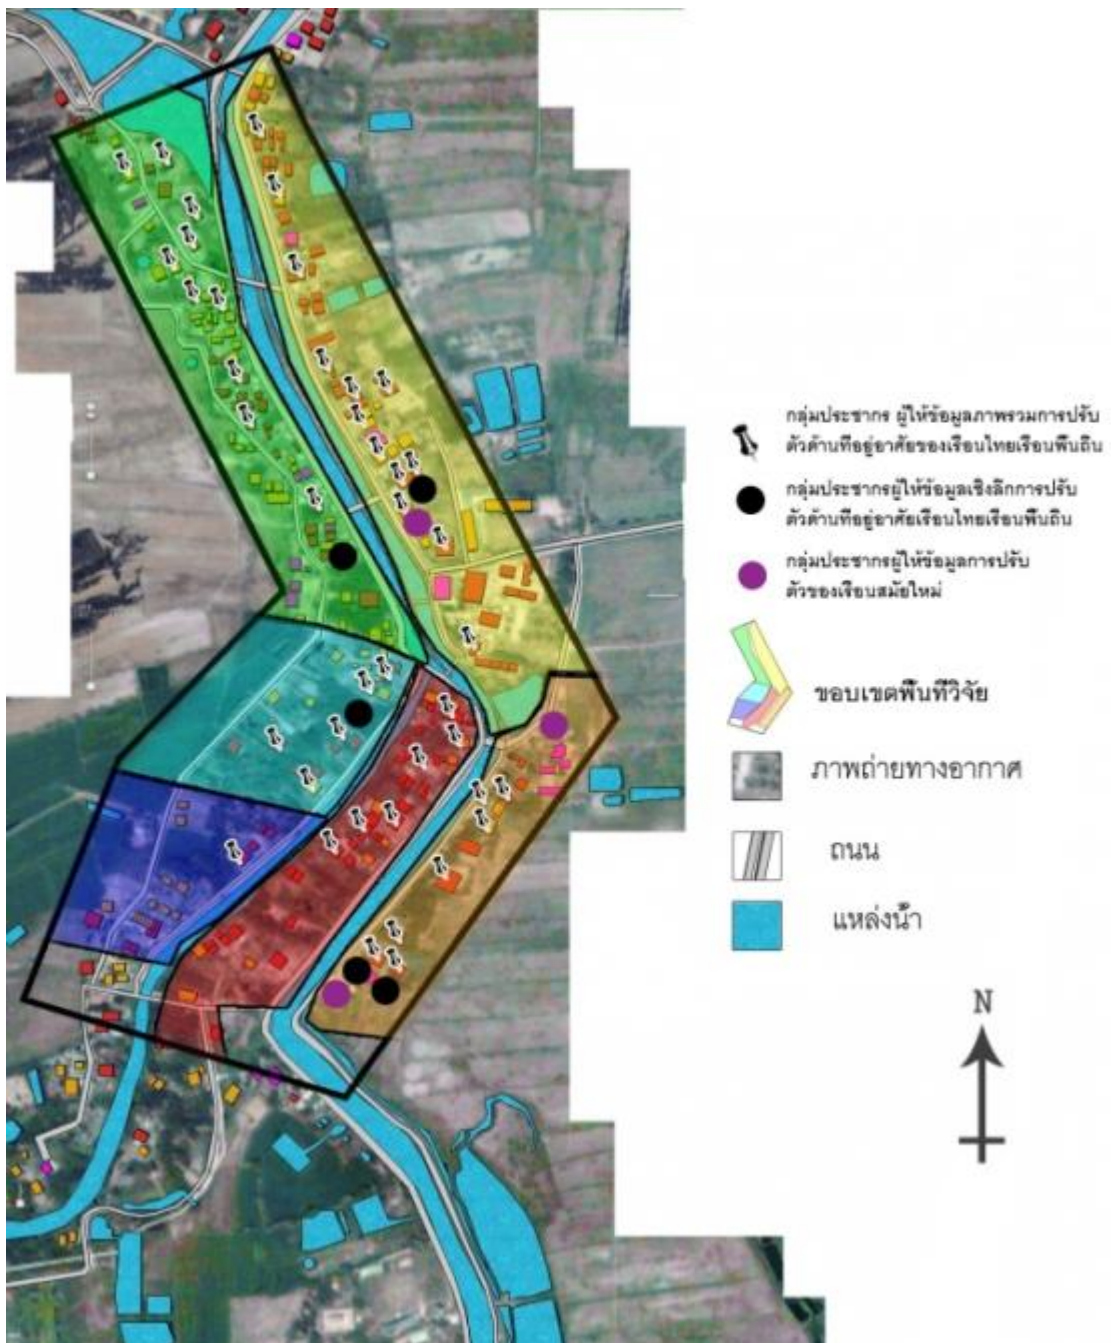 กลุ่มประชากร ผู้ให้ข้อมูลภาพรวมการปรับ
ตัวด้านที่อยู่อาศัยของเรือนไทยเรือนพื้นถิ่น
กลุ่มประชากรผู้ให้ข้อมูลเชิงลึกการปรับ
ตัวด้านที่อยู่อาศัยเรือนไทยเรือนพื้นถิ่น
กลุ่มประชากรผู้ให้ข้อมูลการปรับ
ตัวของเรือนสมัยใหม่
ขอบเขตพื้นที่วิจัย
ภาพถ่ายทางอากาศ
ถนน
แหล่งน้ำ
N